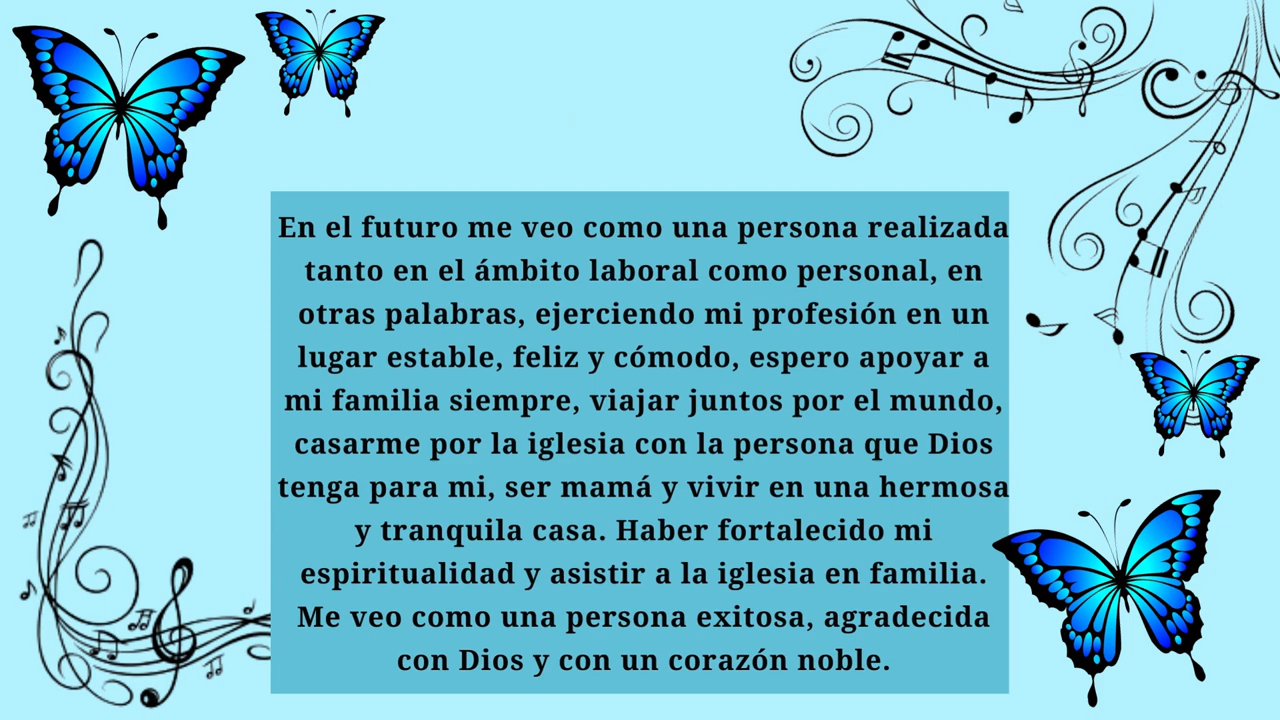 En el futuro me veo como una persona realizada
tanto en el ámbito laboral como personal, en
otras palabras, ejerciendo mi profesión en un
lugar estable, feliz y cómodo, espero apoyar a
mi familia siempre, viajar juntos por el mundo,
casarme por la iglesia con la persona que Dios
tenga para mi, ser mamá y vivir en una hermosa
y tranquila casa. Haber fortalecido mi
espiritualidad y asistir a la iglesia en familia.
Me veo como una persona exitosa, agradecida
con Dios y con un corazón noble.